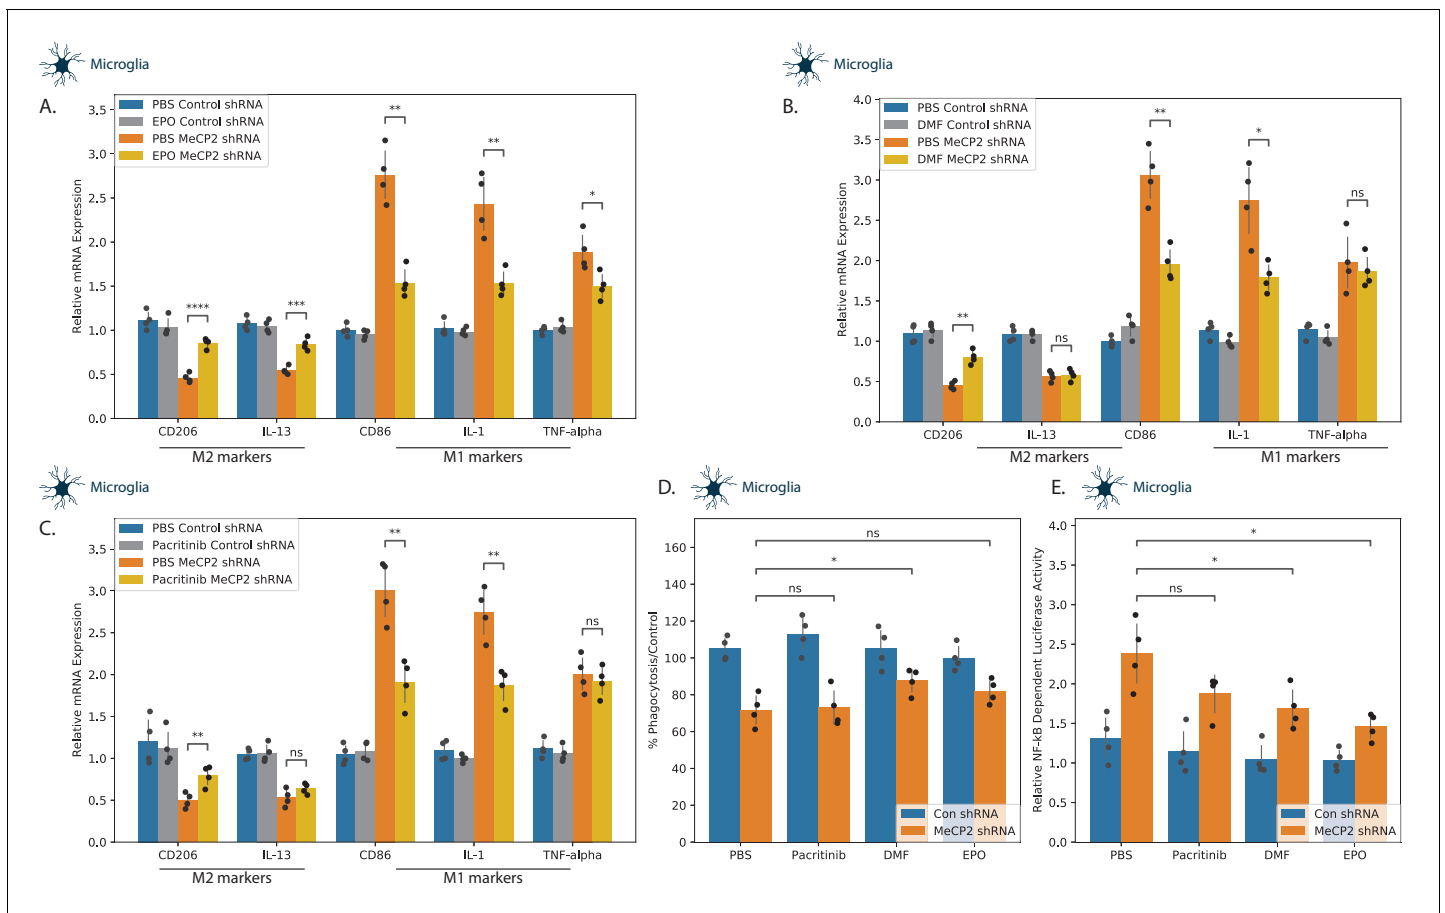 Microglia
A.
PBS Control shRNA
EPO Control shRNA
PBS MeCP2 shRNA
EPO MeCP2 shRNA
Relative mRNA Expression
3.5
3.0
2.5
2.0
1.5
1.0
0.5
0.0
****
***
**
**
*
CD206 IL-13 CD86 IL-1 TNF-alpha
M2 markers M1 markers
Microglia
B.
PBS Control shRNA
DMF Control shRNA
PBS MeCP2 shRNA
DMF MeCP2 shRNA
Relative mRNA Expression
4.0
3.5
3.0
2.5
2.0
1.5
1.0
0.5
0.0
**
ns
**
*
ns
CD206 IL-13 CD86 IL-1 TNF-alpha
M2 markers M1 markers
Microglia
C.
PBS Control shRNA
Pacritinib Control shRNA
PBS MeCP2 shRNA
Pacritinib MeCP2 shRNA
Relative mRNA Expression
3.5
3.0
2.5
2.0
1.5
1.0
0.5
0.0
**
ns
**
**
ns
CD206 IL-13 CD86 IL-1 TNF-alpha
M2 markers M1 markers
D.
Microglia
% Phagocytosis/Control
160
140
120
100
80
60
40
20
0
ns
*
ns
Con shRNA
MeCP2 shRNA
PBS Pacritinib DMF EPO
E.
Microglia
Relative NF-kB Dependent Luciferase Activity
4.0
3.5
3.0
2.5
2.0
1.5
1.0
0.5
0.0
*
*
ns
Con shRNA
MeCP2 shRNA
PBS Pacritinib DMF EPO